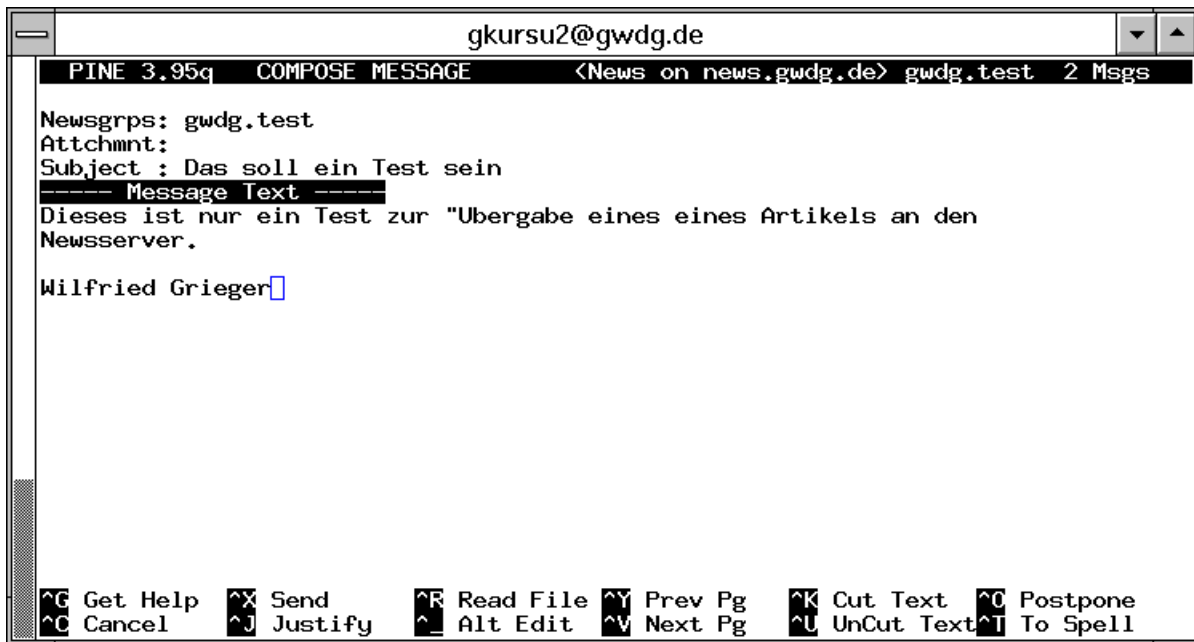 gkursu2@gwdg.de
PINE 3.95q COMPOSE MESSAGE <News on news.gwdg.de> gwdg.test 2 Msgs
Newsgrps: gwdg.test
Attchmnt:
Subject : Das soll ein Test sein
----- Message Text -----
Dieses ist nur ein Test zur "Ubergabe eines eines Artikels an den
Newsserver.
Wilfried Grieger
^G Get Help ^X Send ^R Read File ^Y Prev Pg ^K Cut Text ^O Postpone
^C Cancel ^J Justify ^_ Alt Edit ^V Next Pg ^U UnCut Text^T To Spell